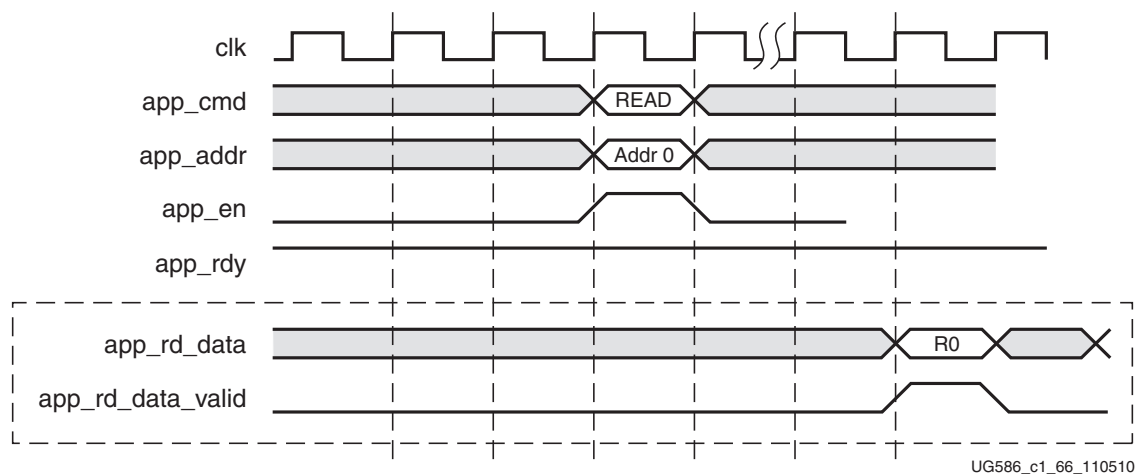 clk
app_cmd
READ
app_addr
Addr 0
app_en
app_rdy
app_rd_data
R0
app_rd_data_valid
UG586_c1_66_110510